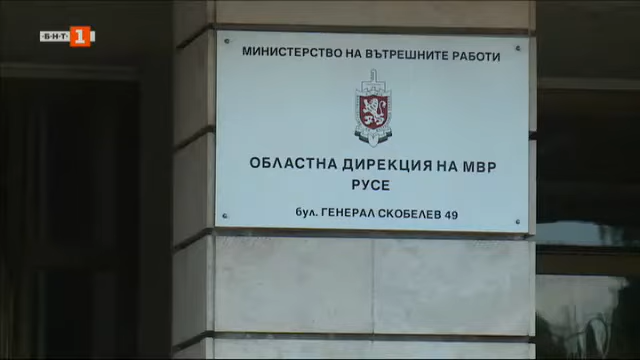 БНТ 1
МИНИСТЕРСТВО НА ВЪТРЕШНИТЕ РАБОТИ
ОБЛАСТНА ДИРЕКЦИЯ НА МВР
РУСЕ
бул. ГЕНЕРАЛ СКОБЕЛЕВ 49